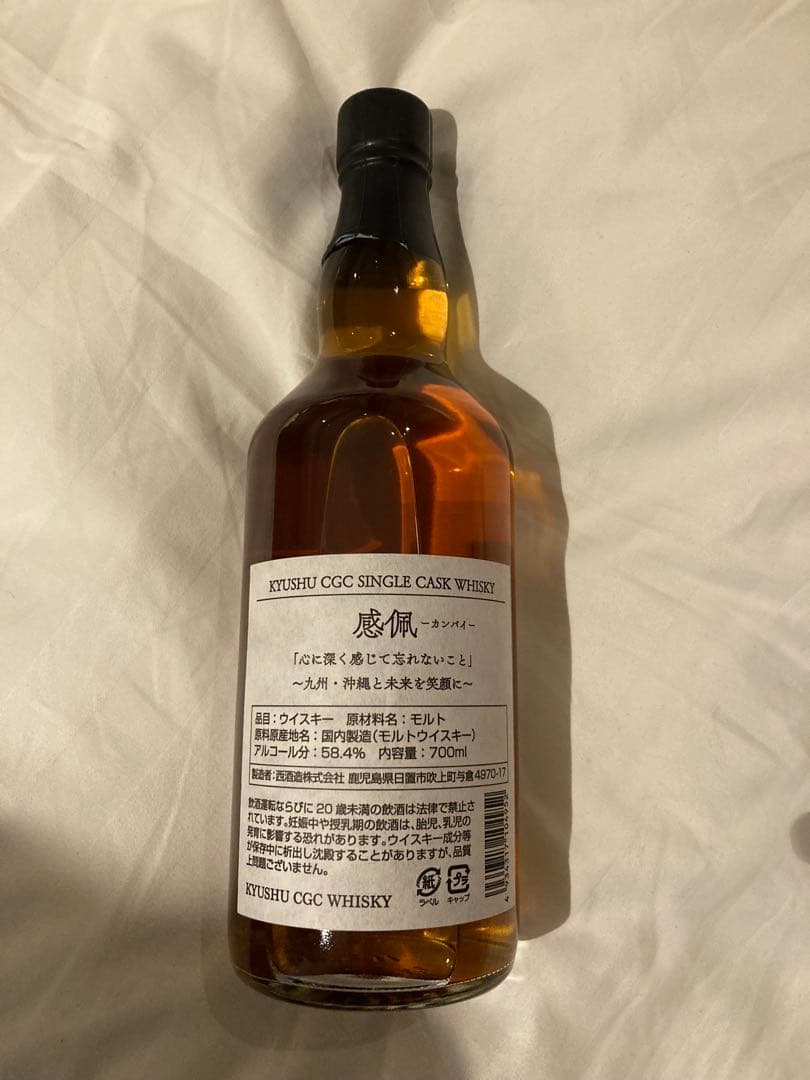 KYUSHU CGC SINGLE CASK WHISKY
感佩 －カンパイ－
「心に深く感じて忘れないこと」
～九州・沖縄と未来を笑顔に～
品目：ウイスキー　原材料名：モルト
原料原産地名：国内製造（モルトウイスキー）
アルコール分：58.4%　内容量：700ml
製造者：西酒造株式会社 鹿児島県日置市吹上町与倉4970-17
飲酒運転ならびに20歳未満の飲酒は法律で禁止さ
れています。妊娠中や授乳期の飲酒は、胎児、乳児の
発育に影響する恐れがあります。ウイスキー成分等
が保存中に析出し沈殿することがありますが、品質
上問題ございません。
紙 プラ
ラベル キャップ
KYUSHU CGC WHISKY